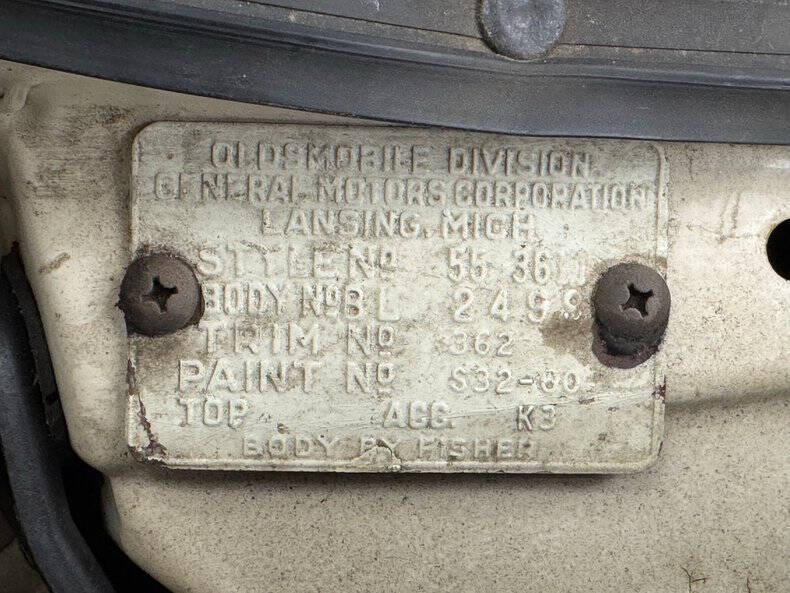 OLDSMOBILE DIVISION
GENERAL MOTORS CORPORATION
LANSING, MICH.
STYLE Nº 55 3611
BODY Nº BL 2499
TRIM Nº 362
PAINT Nº S32-80
TOP ACC. K3
BODY BY FISHER